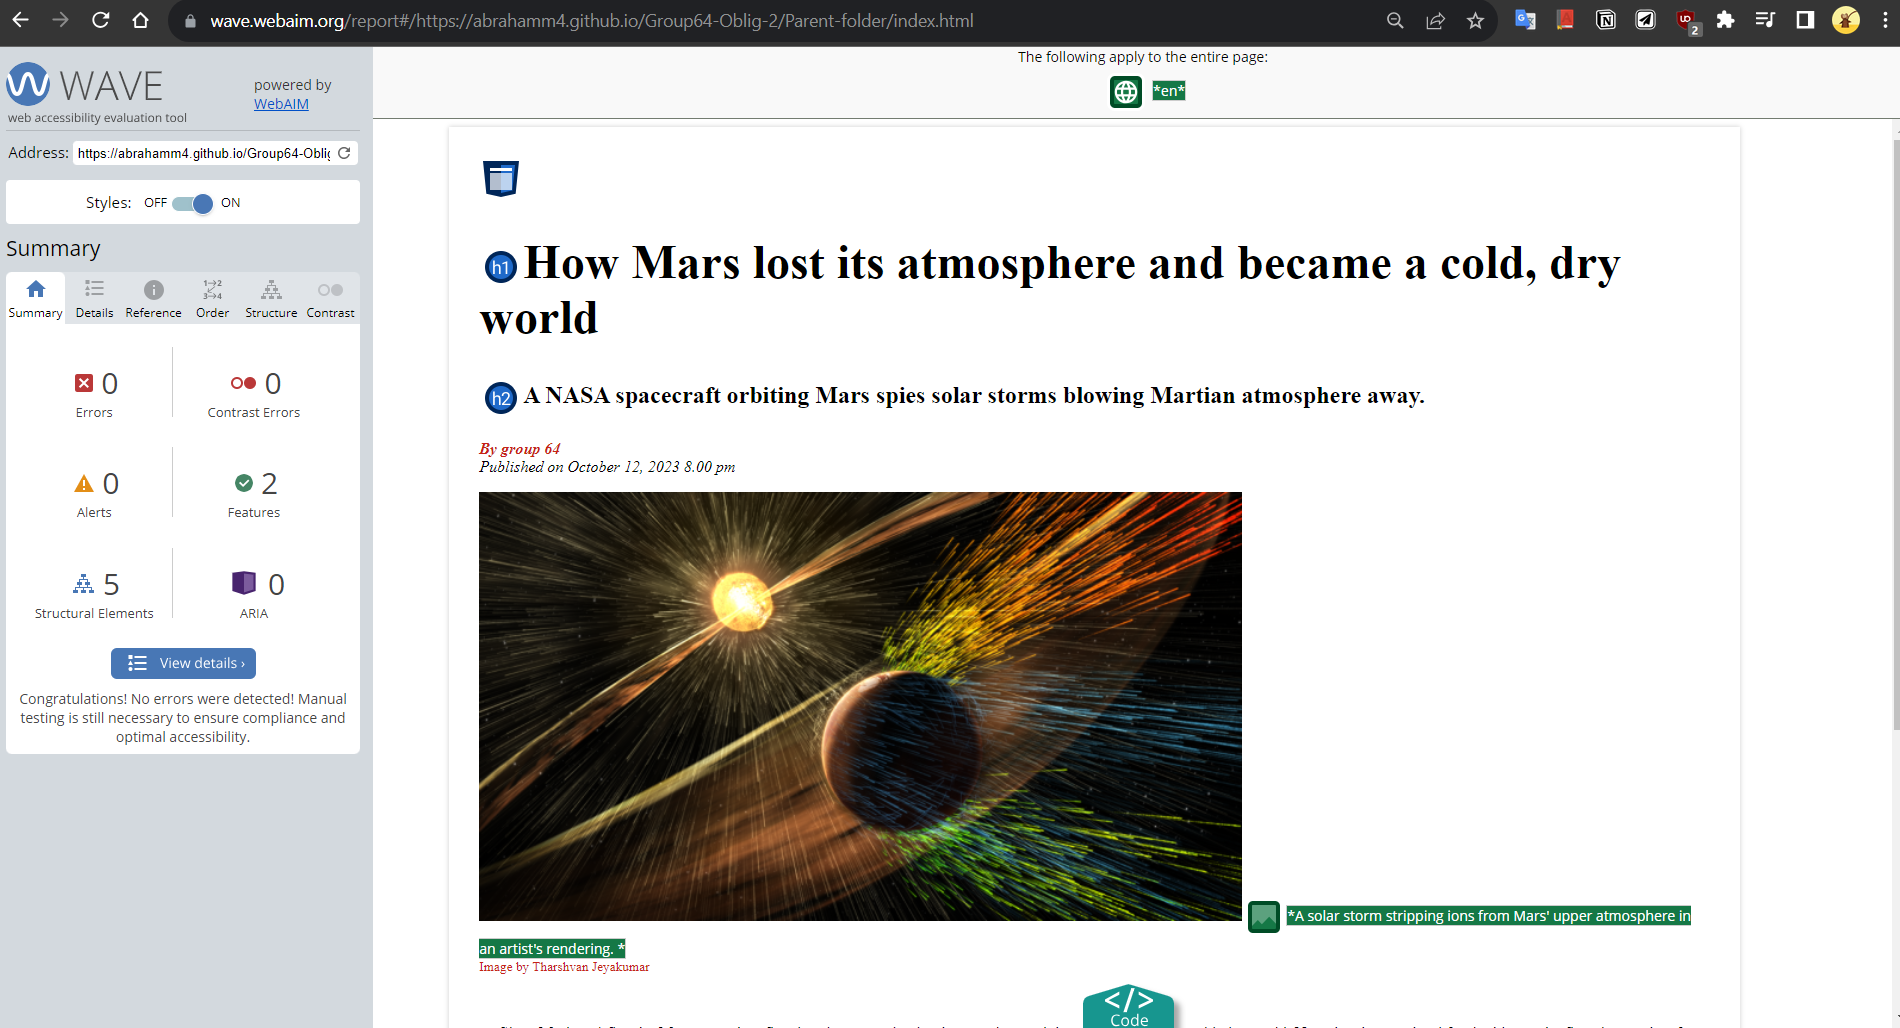 wave.webaim.org/report#/https://abrahamm4.github.io/Group64-Oblig-2/Parent-folder/index.html
2
WAVE
powered by
WebAIM
web accessibility evaluation tool
Address: https://abrahamm4.github.io/Group64-Oblig
Styles: OFF ON
Summary
Summary Details Reference Order Structure Contrast
0 Errors
0 Contrast Errors
0 Alerts
2 Features
5 Structural Elements
0 ARIA
View details ›
Congratulations! No errors were detected! Manual
testing is still necessary to ensure compliance and
optimal accessibility.
The following apply to the entire page:
*en*
h1 How Mars lost its atmosphere and became a cold, dry
world
h2 A NASA spacecraft orbiting Mars spies solar storms blowing Martian atmosphere away.
By group 64
Published on October 12, 2023 8.00 pm
*A solar storm stripping ions from Mars' upper atmosphere in
an artist's rendering. *
Image by Tharshvan Jeyakumar
</>
Code